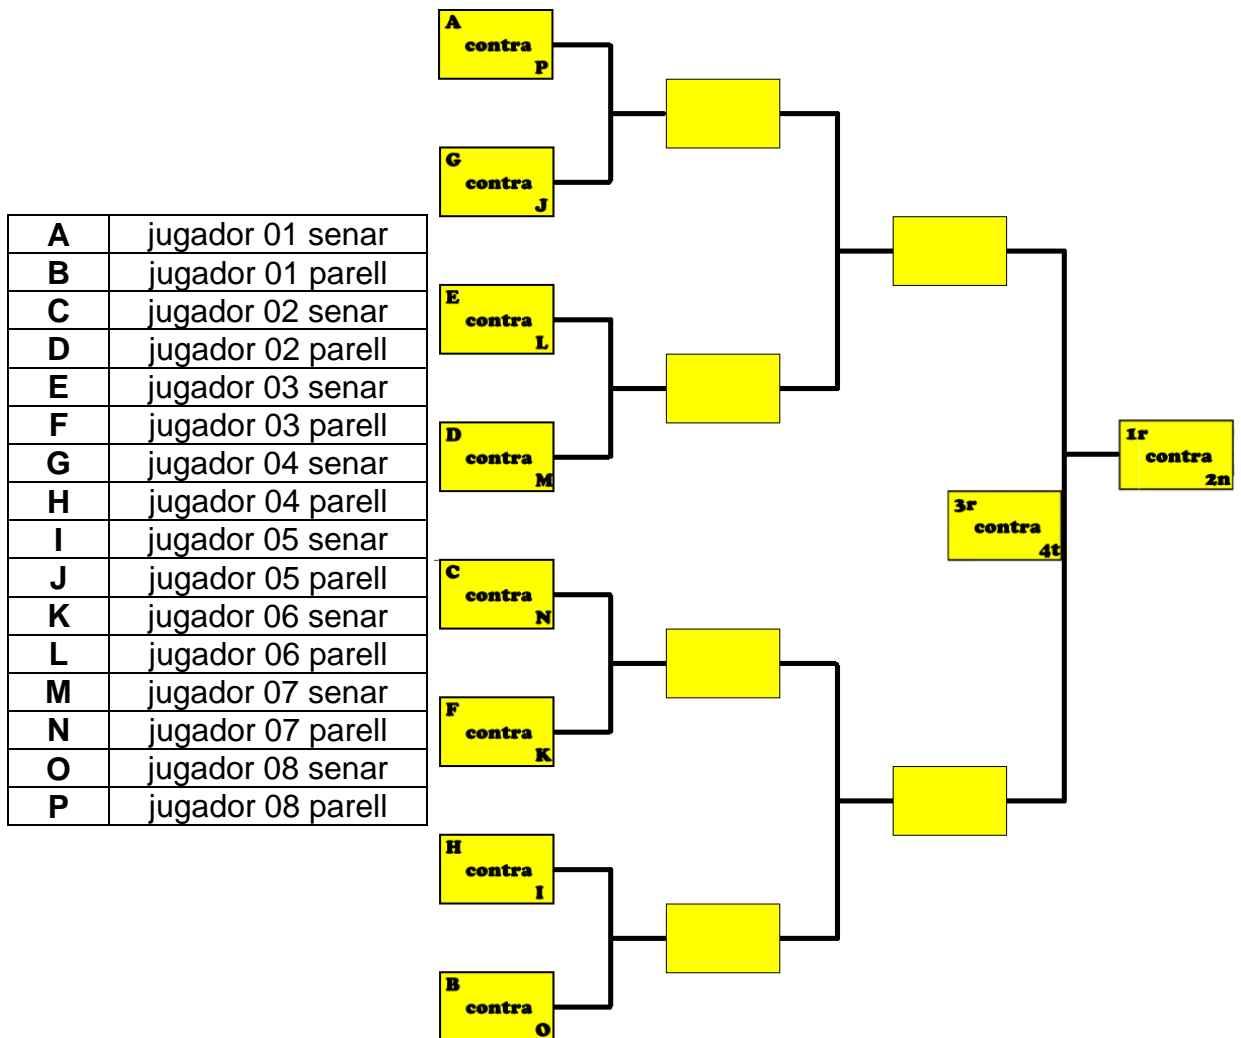 A jugador 01 senar
B jugador 01 parell
C jugador 02 senar
D jugador 02 parell
E jugador 03 senar
F jugador 03 parell
G jugador 04 senar
H jugador 04 parell
I jugador 05 senar
J jugador 05 parell
K jugador 06 senar
L jugador 06 parell
M jugador 07 senar
N jugador 07 parell
O jugador 08 senar
P jugador 08 parell
A
contra
P
G
contra
J
E
contra
L
D
contra
M
C
contra
N
F
contra
K
H
contra
I
B
contra
O
3r
contra
4t
1r
contra
2n